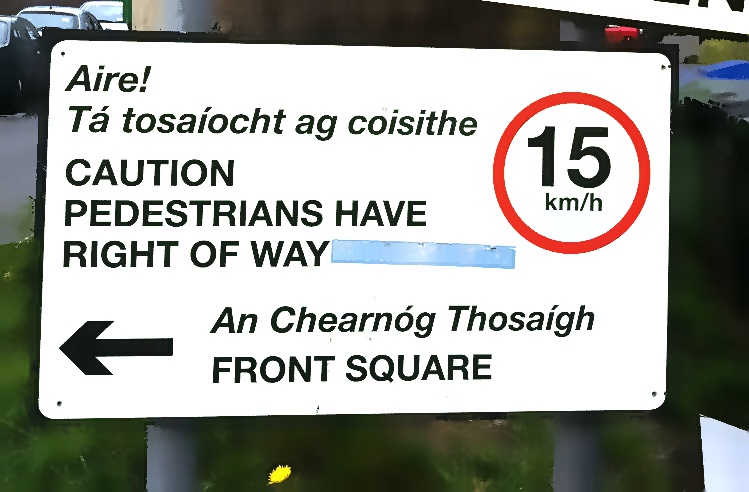 Aire!
Tá tosaíocht ag coisithe
CAUTION
PEDESTRIANS HAVE
RIGHT OF WAY
15
km/h
An Chearnóg Thosaígh
FRONT SQUARE